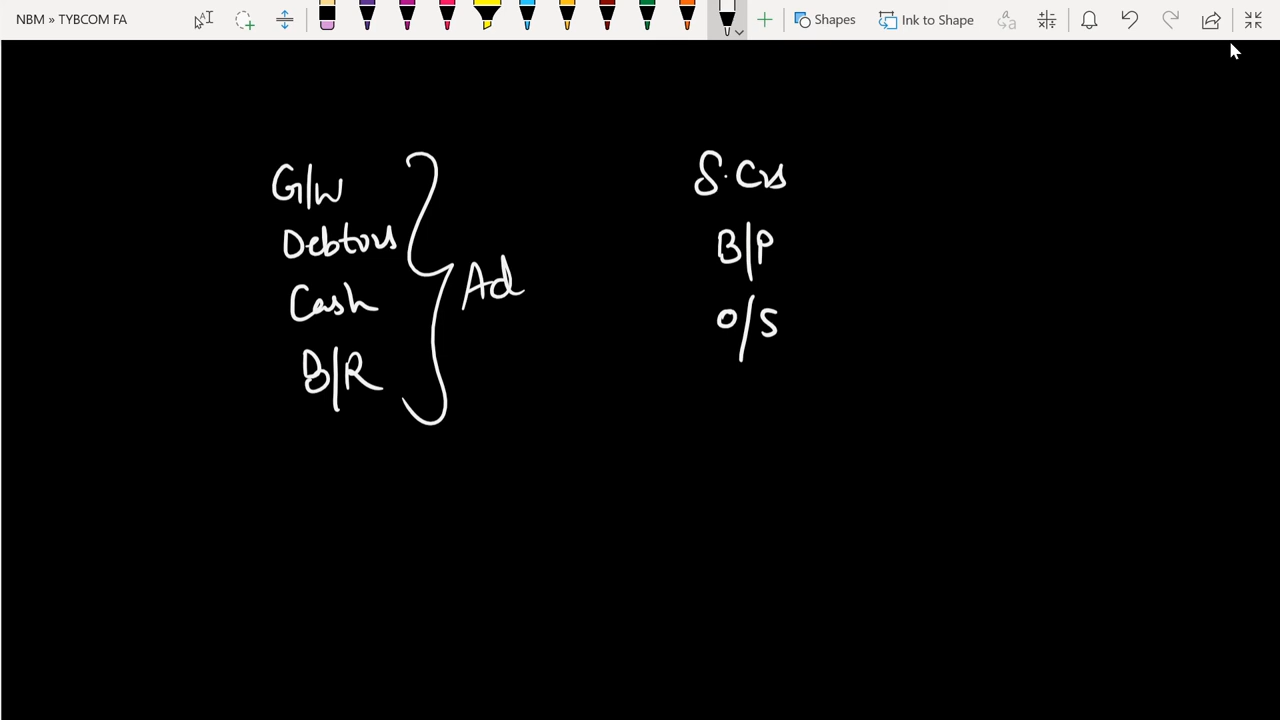 NBM » TYBCOM FA
Shapes
Ink to Shape
G/W
Debtors
Cash
B/R
Ad
S.Crs
B/P
O/S